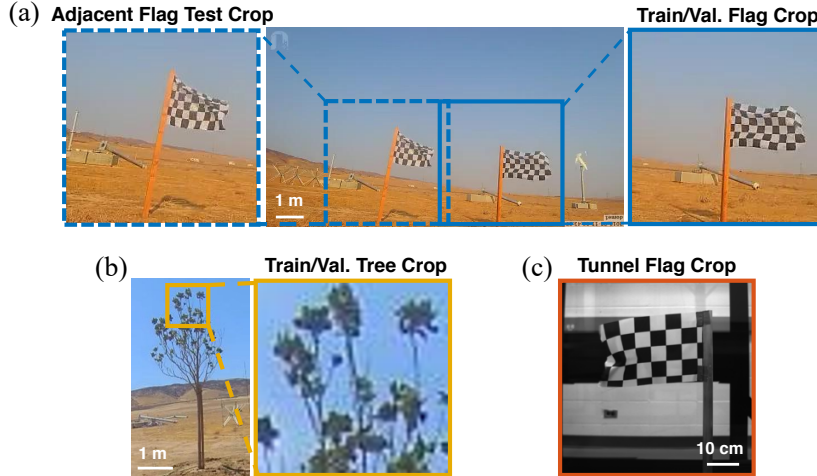 (a)
Adjacent Flag Test Crop
Train/Val. Flag Crop
1 m
(b)
Train/Val. Tree Crop
1 m
(c)
Tunnel Flag Crop
10 cm